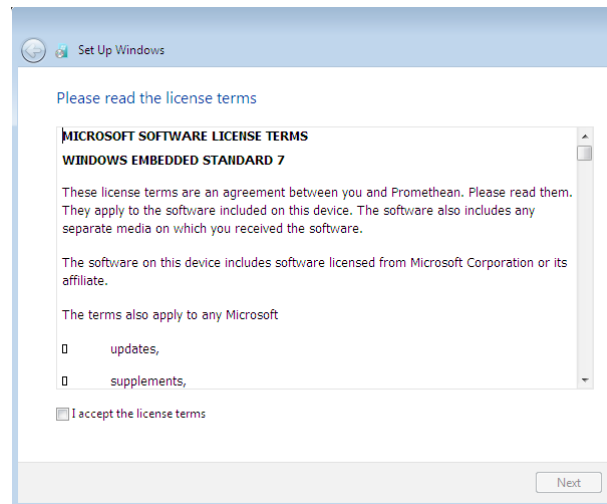 Set Up Windows
Please read the license terms
MICROSOFT SOFTWARE LICENSE TERMS
WINDOWS EMBEDDED STANDARD 7
These license terms are an agreement between you and Promethean. Please read them.
They apply to the software included on this device. The software also includes any
separate media on which you received the software.
The software on this device includes software licensed from Microsoft Corporation or its
affiliate.
The terms also apply to any Microsoft
▯ updates,
▯ supplements,
I accept the license terms
Next